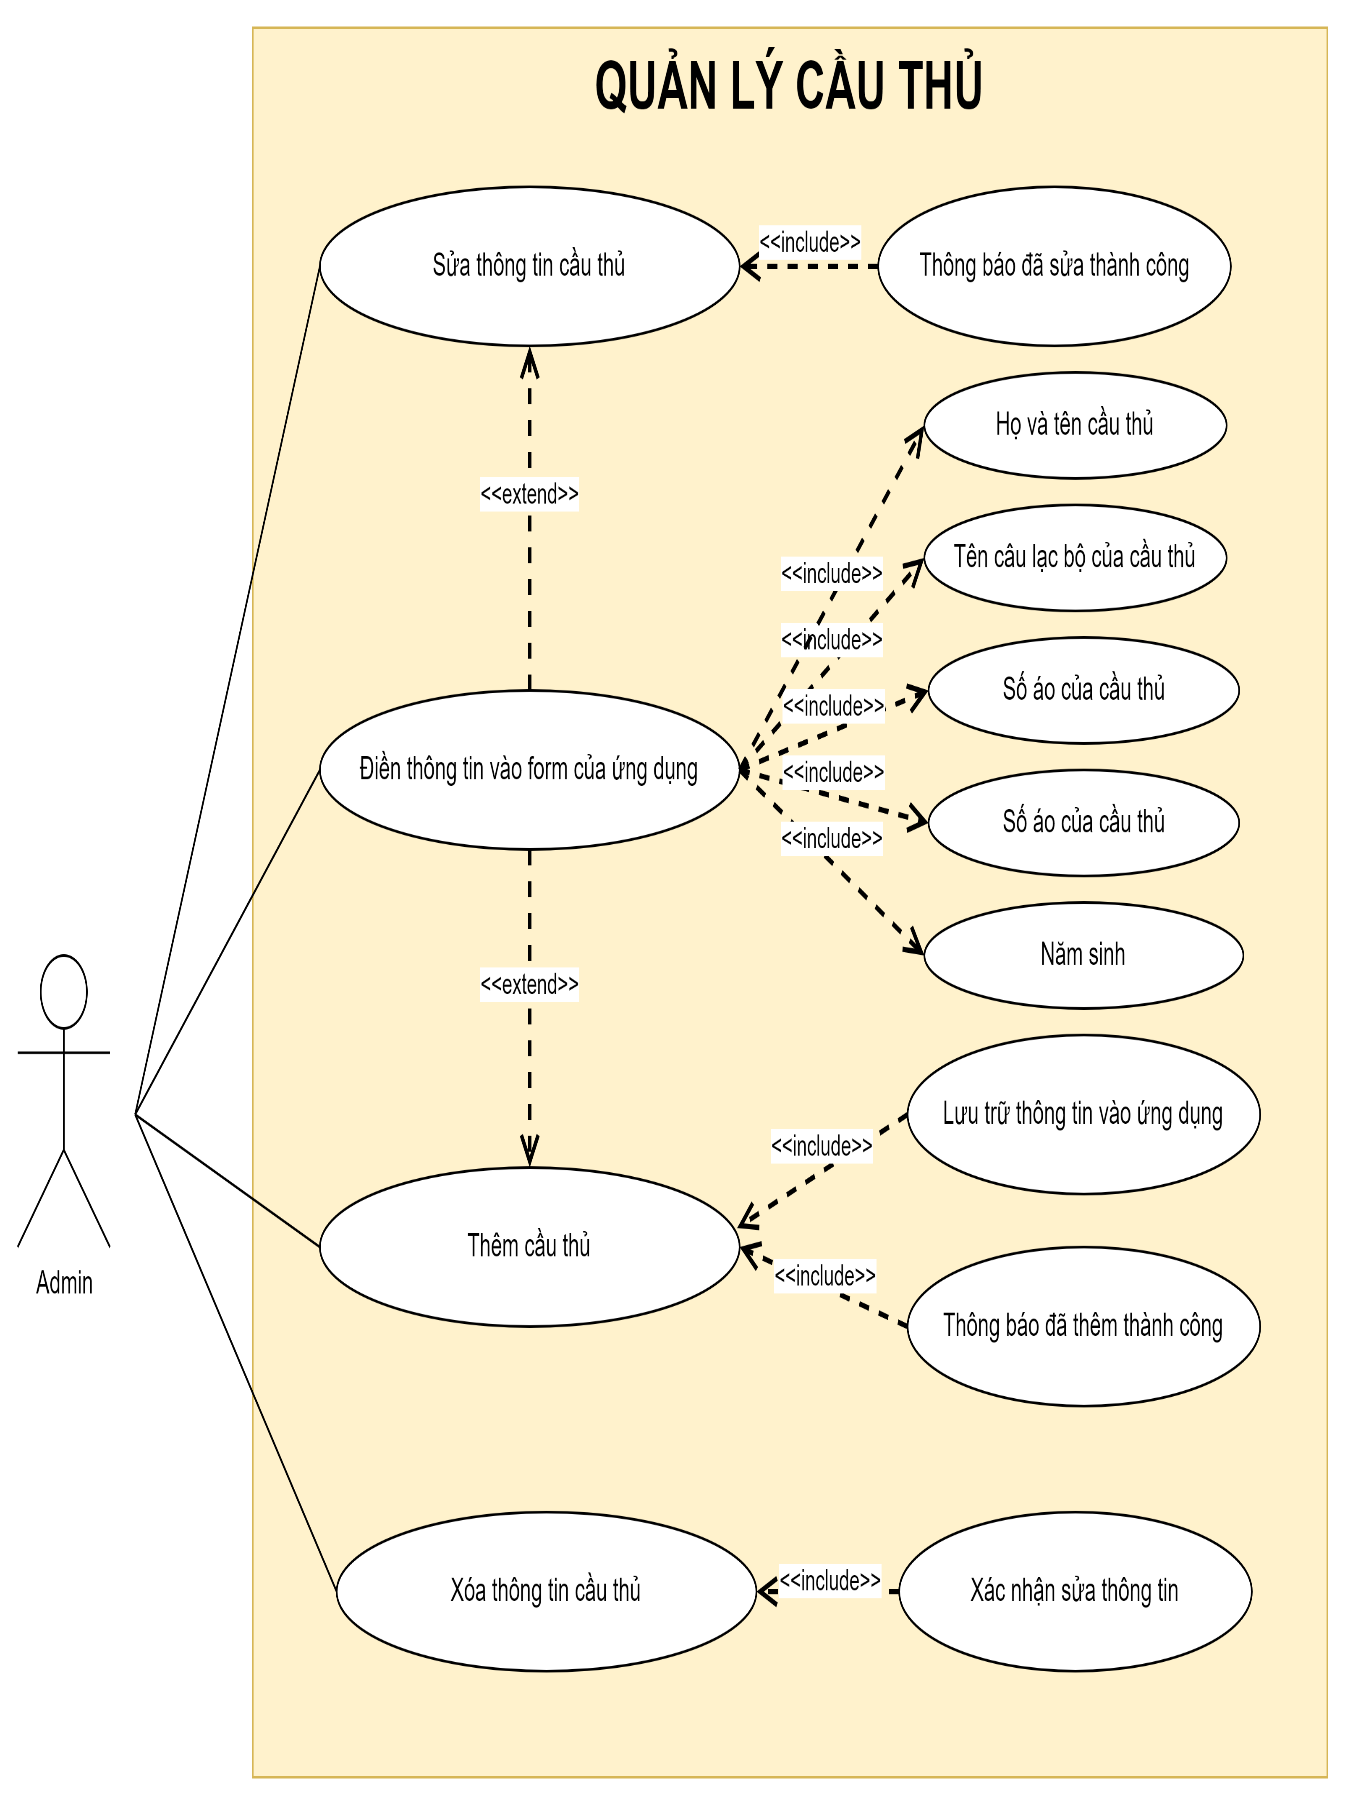 QUẢN LÝ CẦU THỦ
Sửa thông tin cầu thủ
<<include>>
Thông báo đã sửa thành công
Họ và tên cầu thủ
<<extend>>
Tên câu lạc bộ của cầu thủ
<<include>>
<<include>>
Số áo của cầu thủ
<<include>>
Điền thông tin vào form của ứng dụng
<<include>>
Số áo của cầu thủ
<<include>>
Năm sinh
<<extend>>
Lưu trữ thông tin vào ứng dụng
<<include>>
Thêm cầu thủ
<<include>>
Admin
Thông báo đã thêm thành công
Xóa thông tin cầu thủ
<<include>>
Xác nhận sửa thông tin